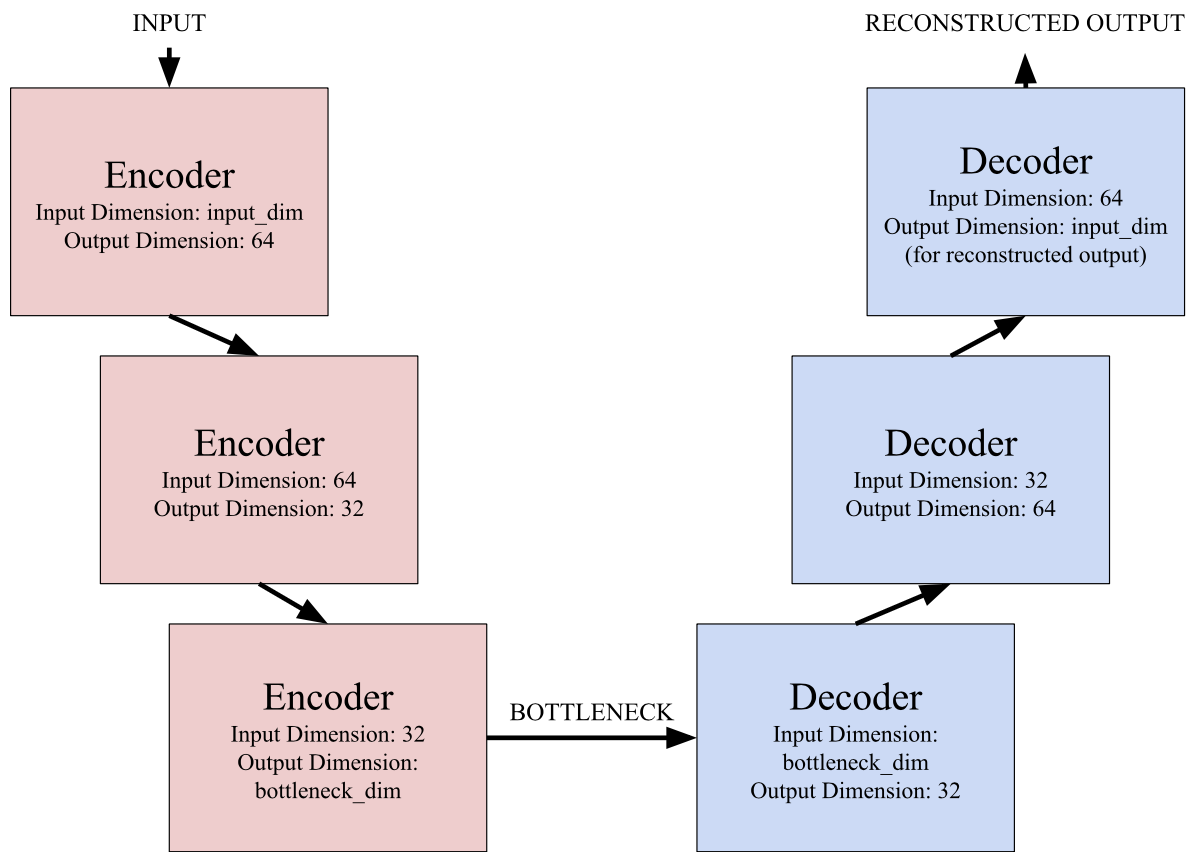 INPUT
Encoder
Input Dimension: input_dim
Output Dimension: 64
Encoder
Input Dimension: 64
Output Dimension: 32
Encoder
Input Dimension: 32
Output Dimension:
bottleneck_dim
BOTTLENECK
Decoder
Input Dimension:
bottleneck_dim
Output Dimension: 32
Decoder
Input Dimension: 32
Output Dimension: 64
Decoder
Input Dimension: 64
Output Dimension: input_dim
(for reconstructed output)
RECONSTRUCTED OUTPUT